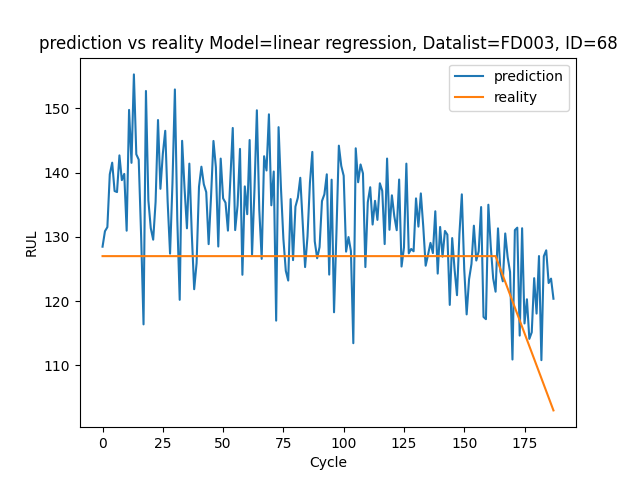 prediction vs reality Model=linear regression, Datalist=FD003, ID=68
prediction
reality
RUL
150
140
130
120
110
0
25
50
75
100
125
150
175
Cycle